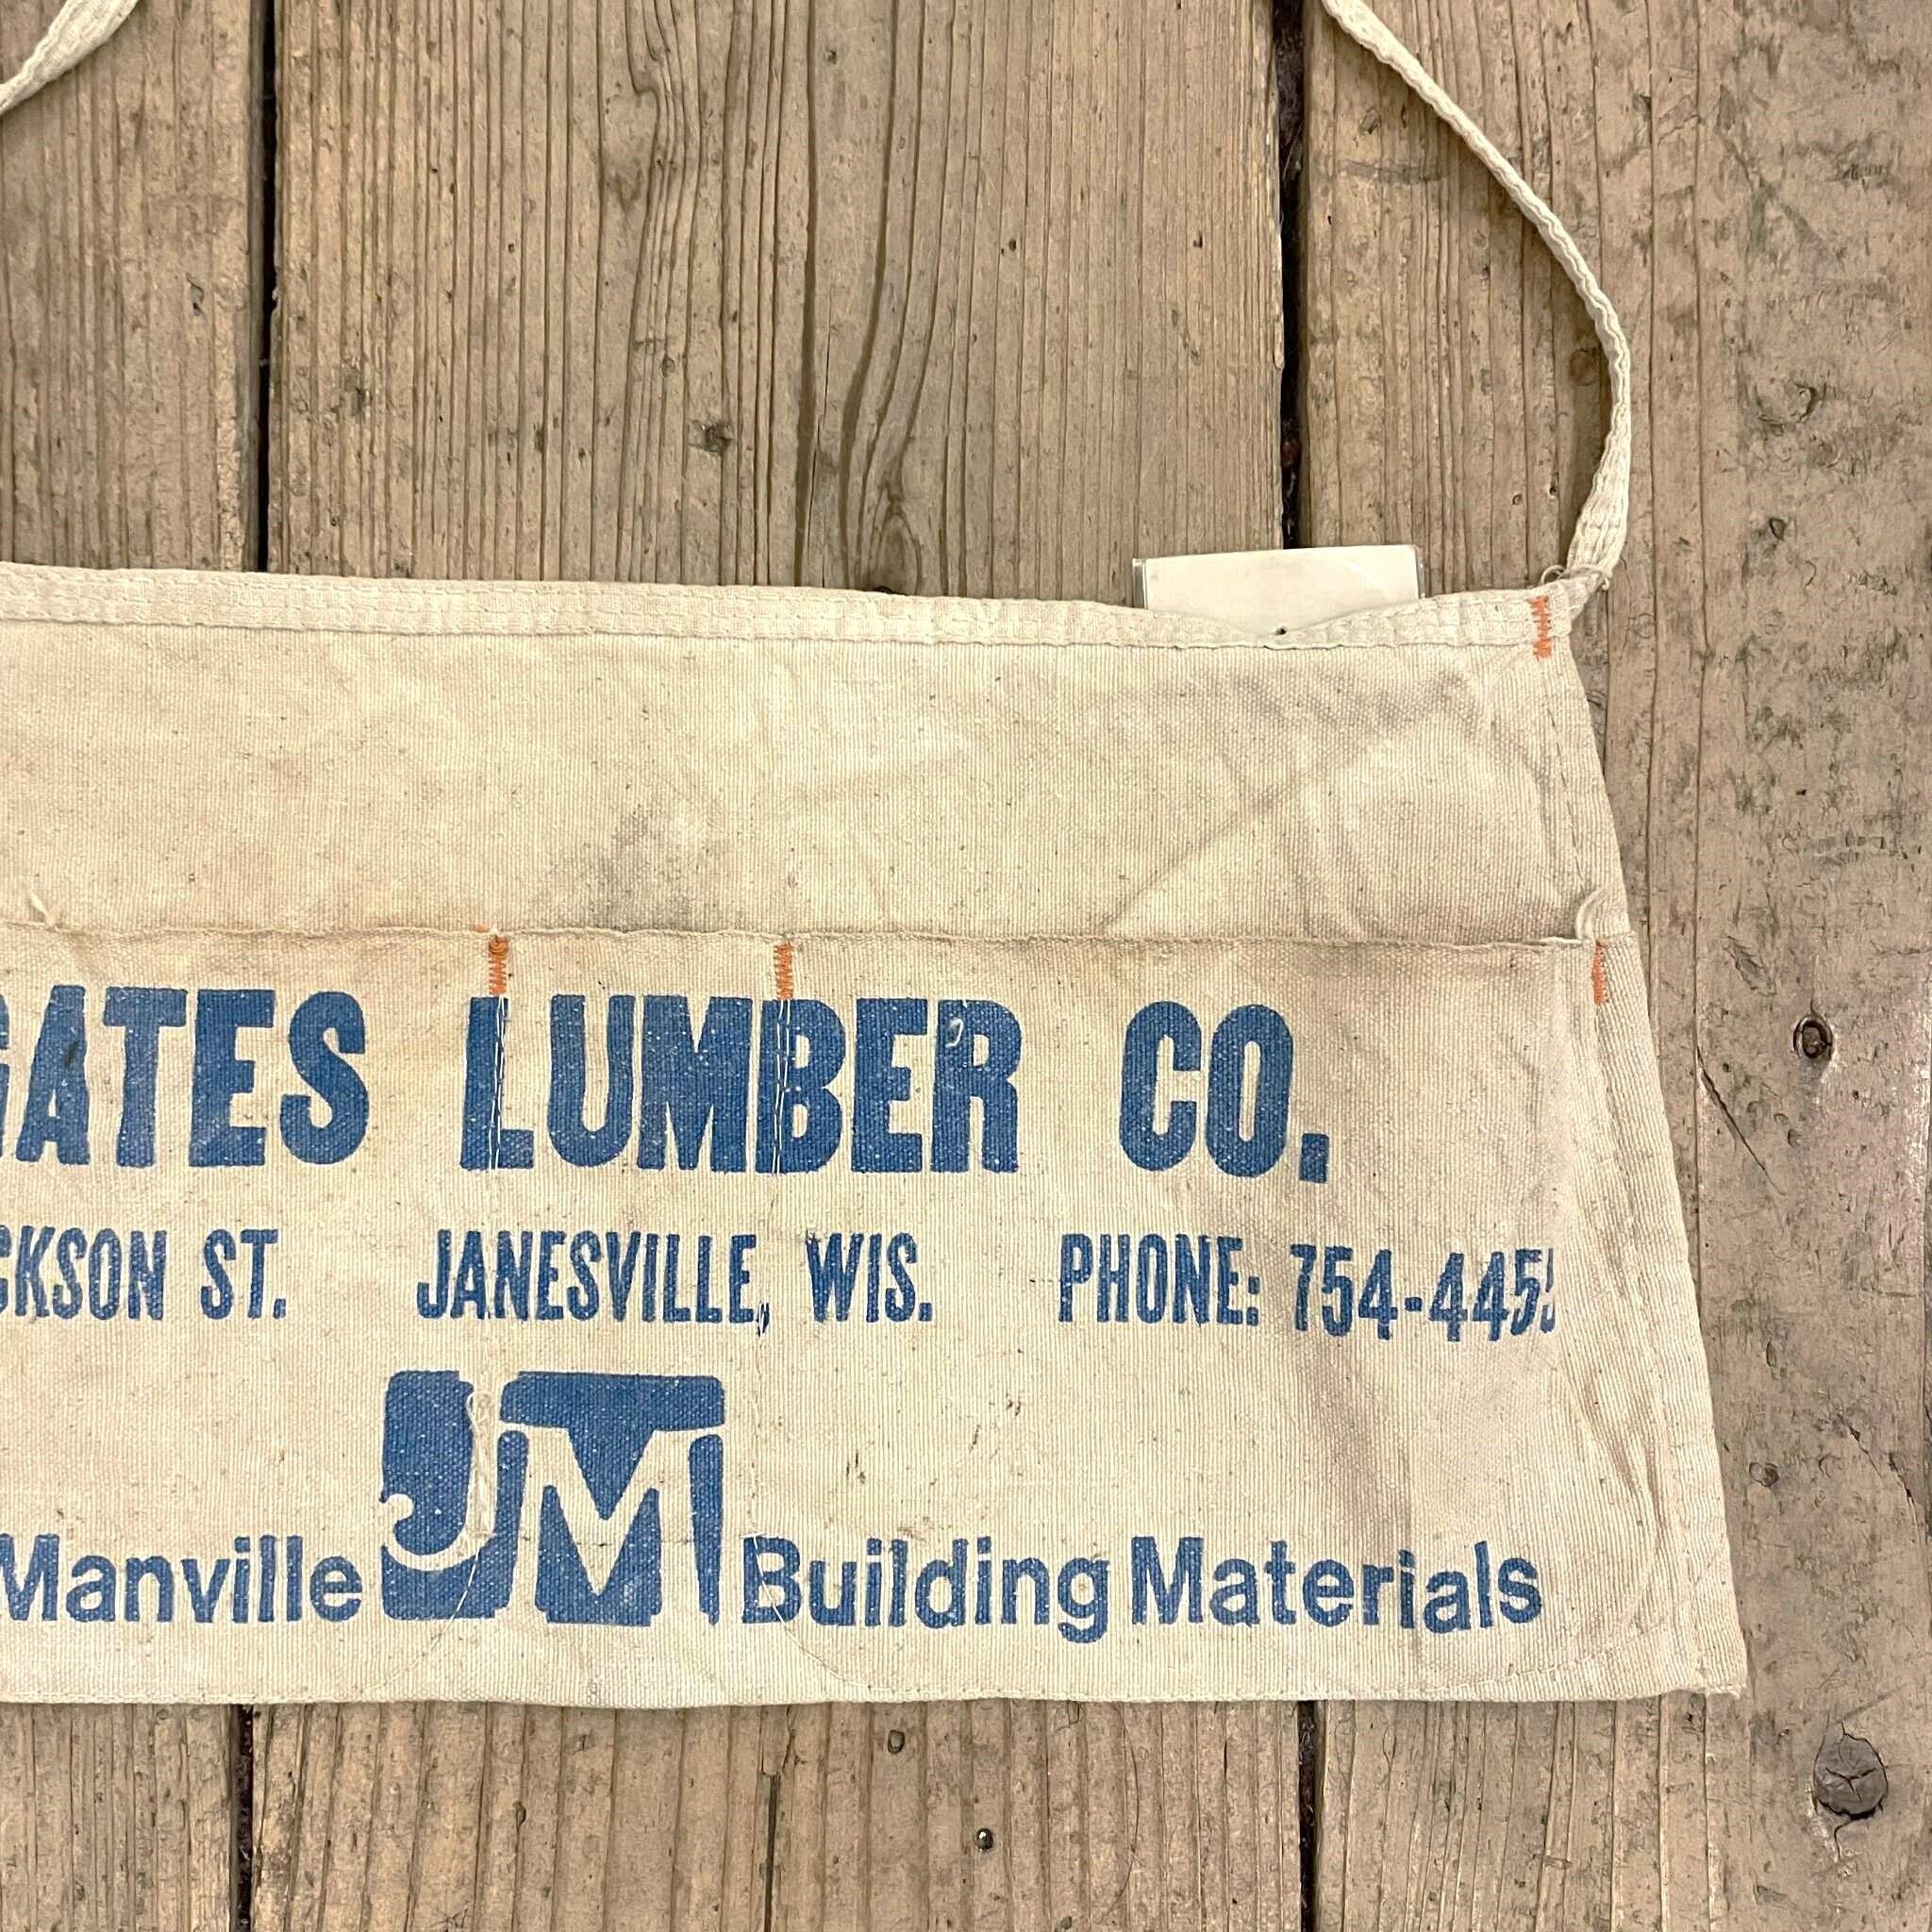 GATES LUMBER CO.
CKSON ST. JANESVILLE, WIS. PHONE: 754-445
Manville JM Building Materials